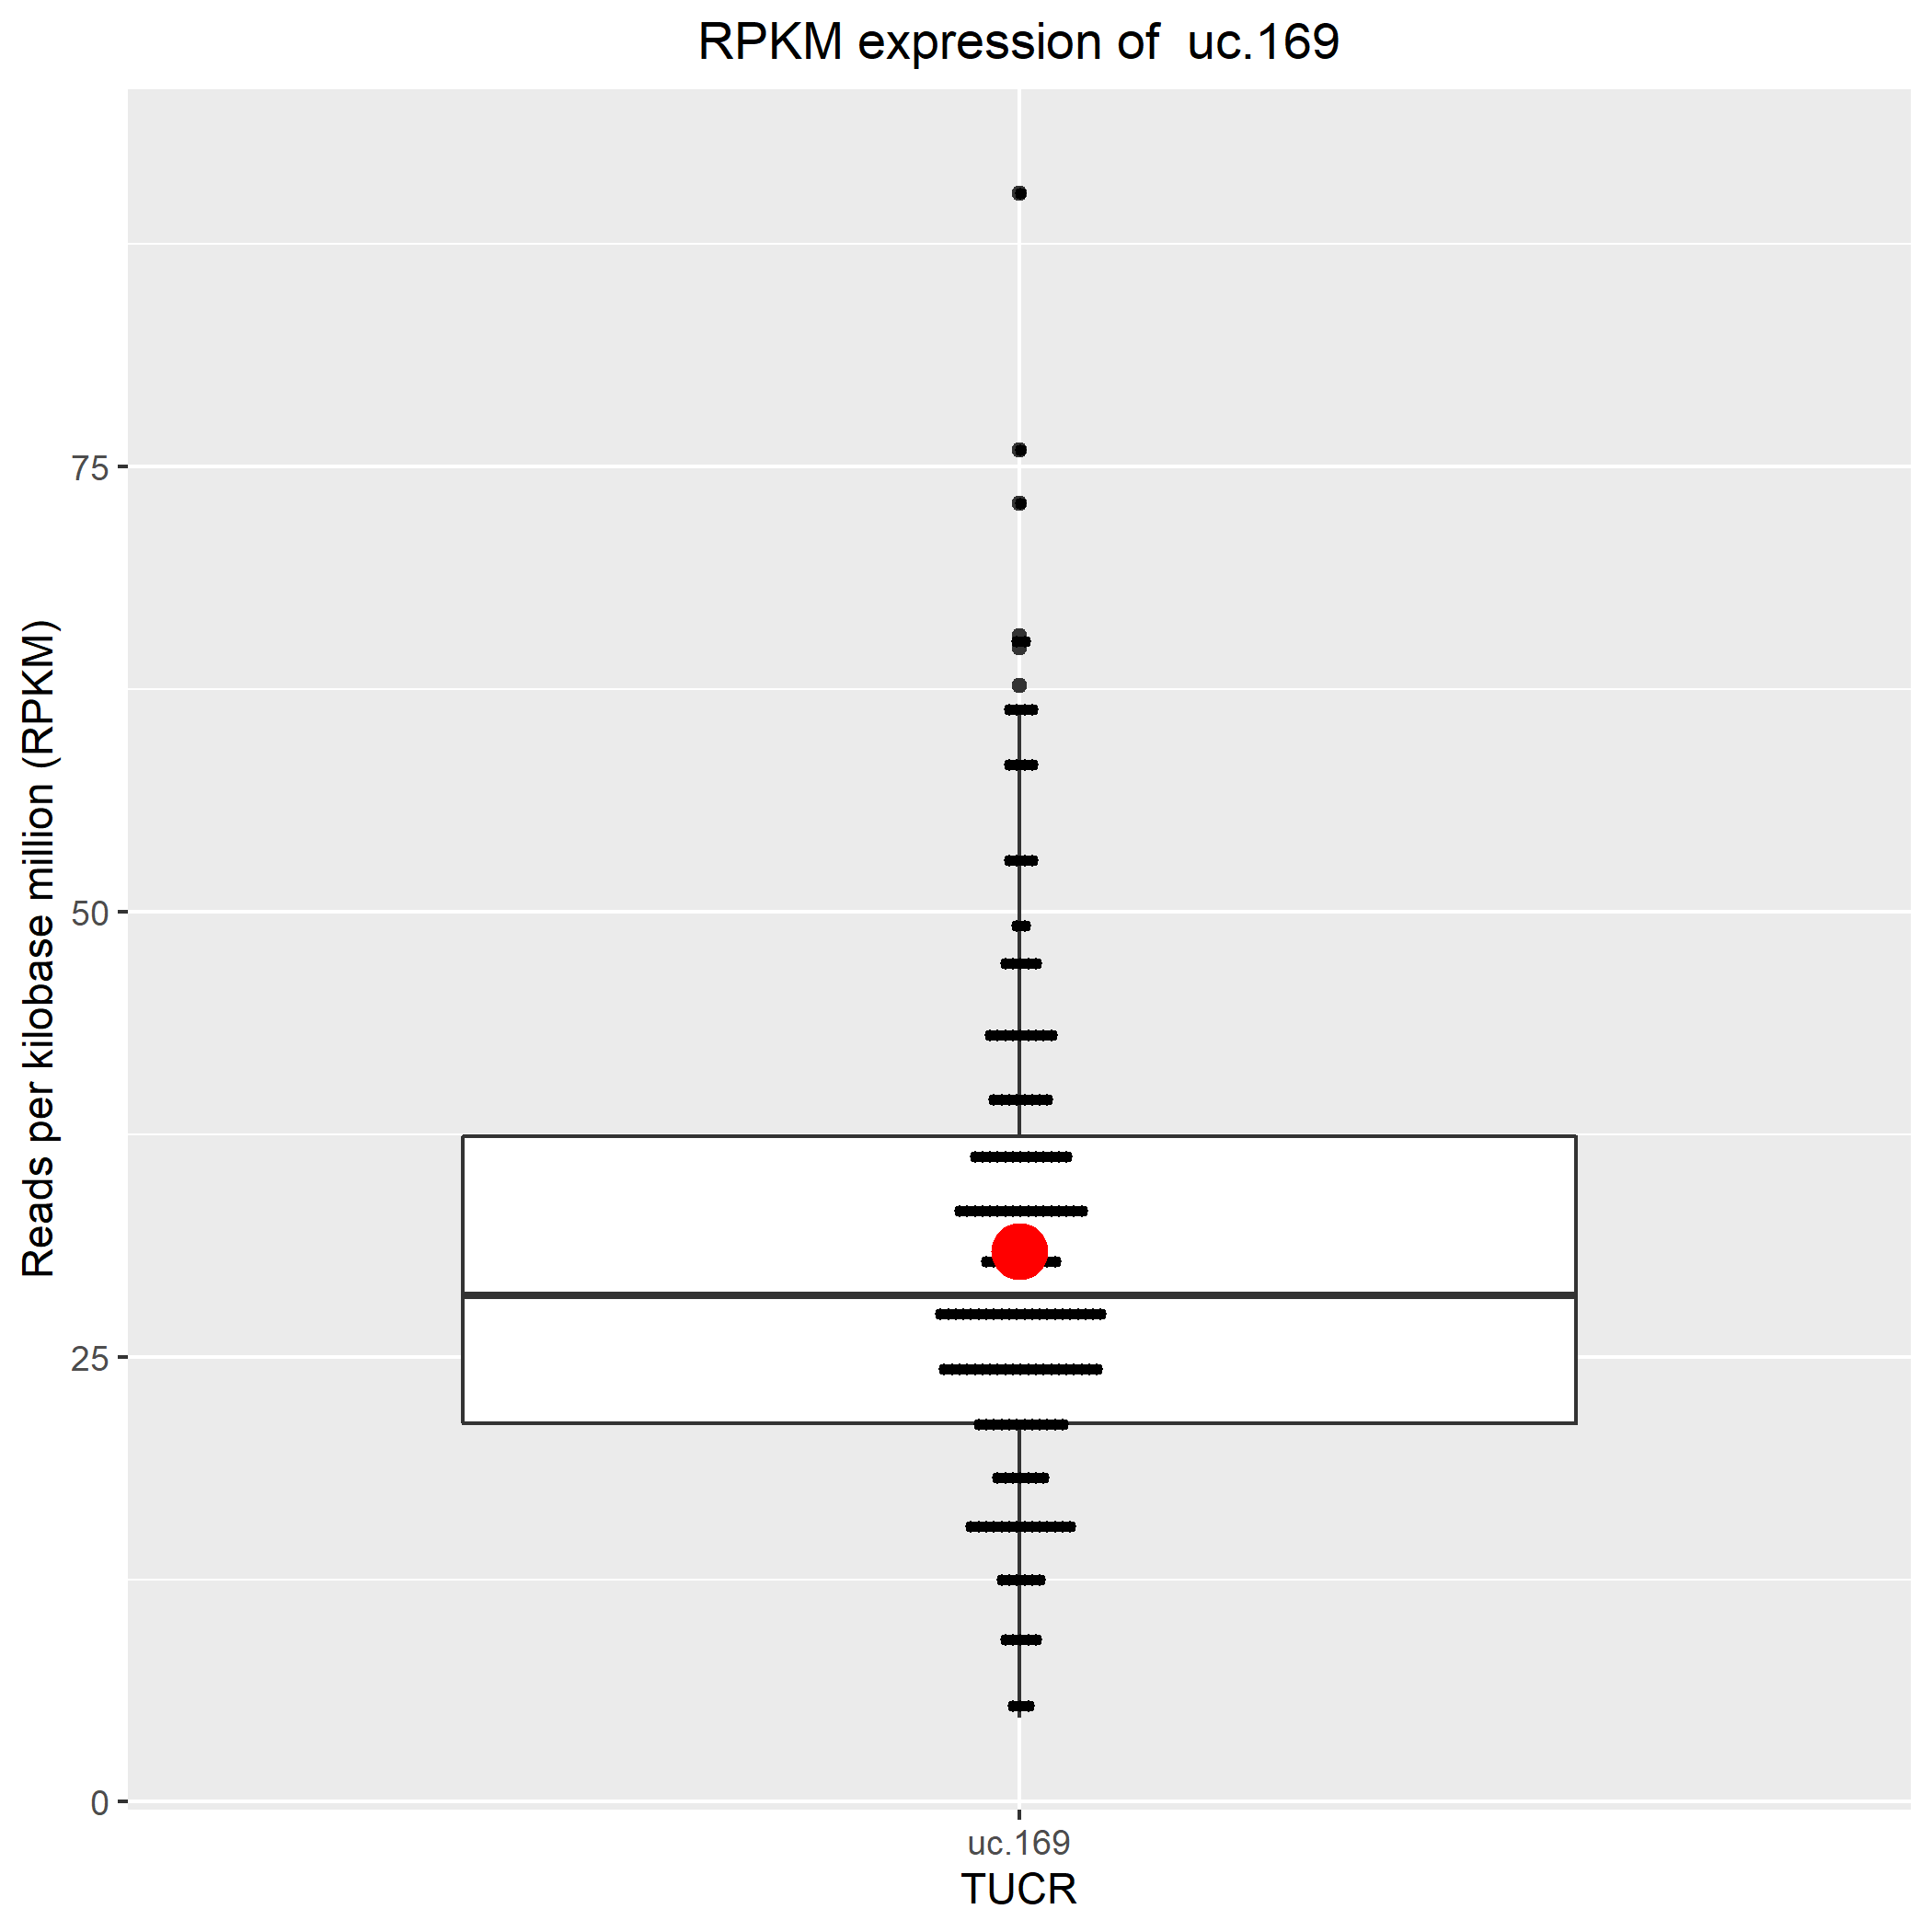 RPKM expression of  uc.169
Reads per kilobase million (RPKM)
75
50
25
0
uc.169
TUCR